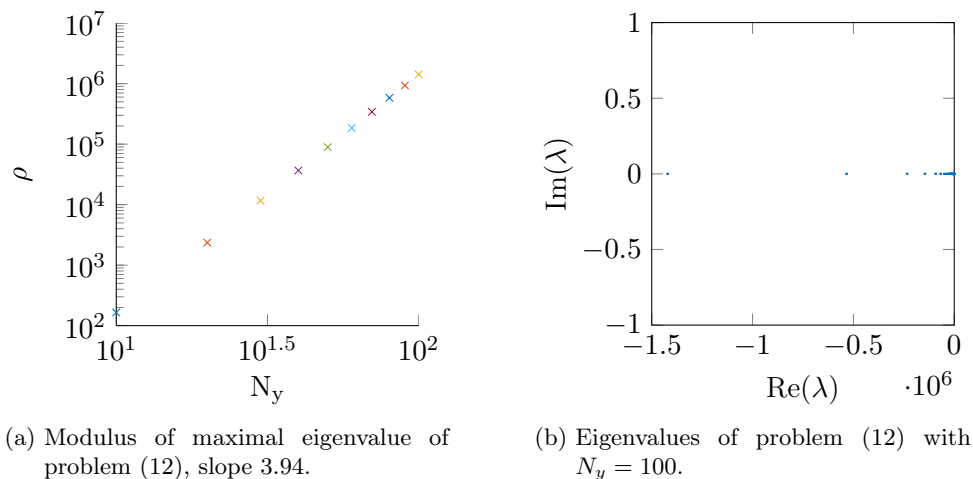 10^7
10^6
10^5
10^4
10^3
10^2
ρ
10^1
10^1.5
10^2
N_y
1
0.5
0
−0.5
−1
Im(λ)
−1.5
−1
−0.5
0
Re(λ)
·10^6
(a) Modulus of maximal eigenvalue of
problem (12), slope 3.94.
(b) Eigenvalues of problem (12) with
N_y = 100.